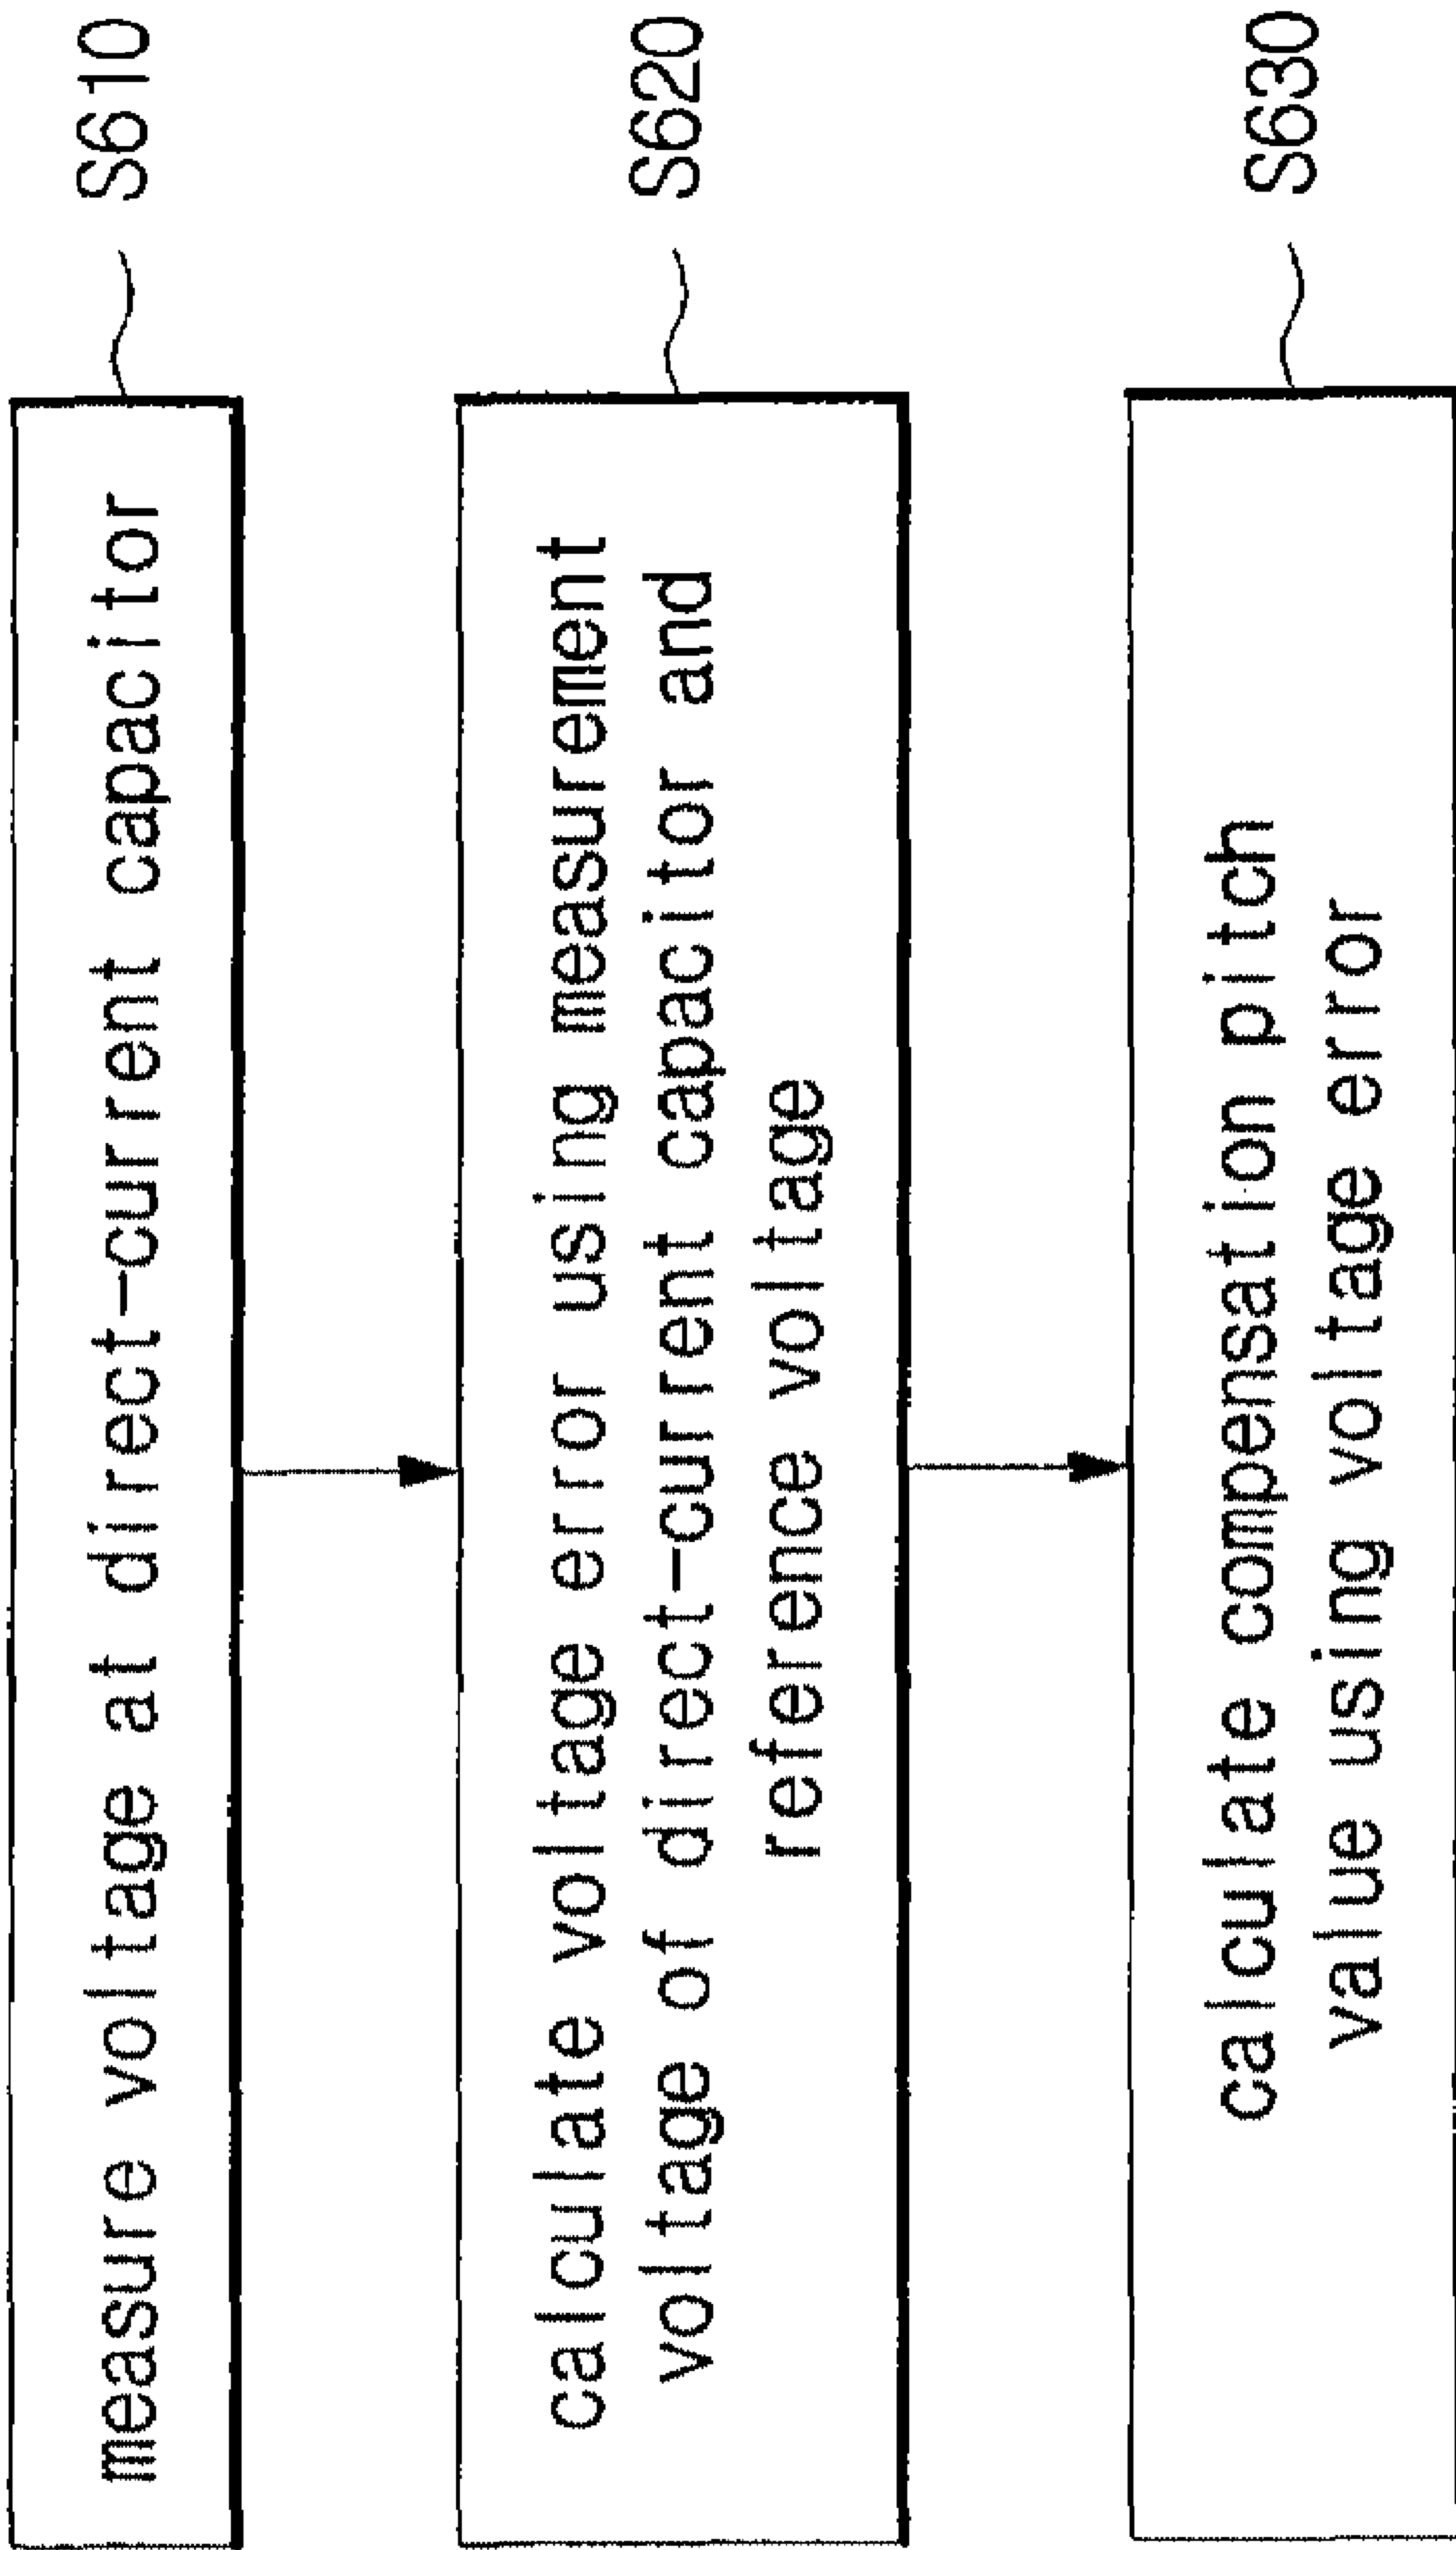 measure voltage at direct-current capacitor
S610
calculate voltage error using measurement
voltage of direct-current capacitor and
reference voltage
S620
calculate compensation pitch
value using voltage error
S630